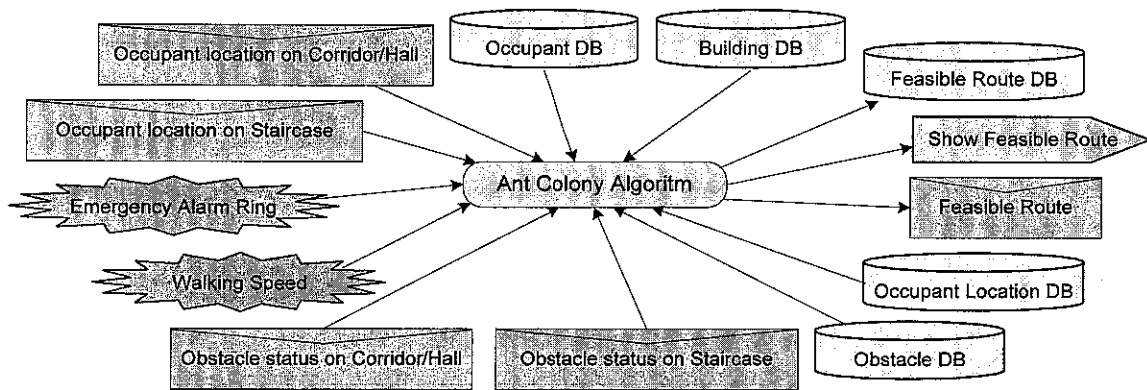 Occupant location on Corridor/Hall
Occupant DB
Building DB
Feasible Route DB
Occupant location on Staircase
Show Feasible Route
Ant Colony Algoritm
Emergency Alarm Ring
Feasible Route
Walking Speed
Occupant Location DB
Obstacle status on Corridor/Hall
Obstacle status on Staircase
Obstacle DB